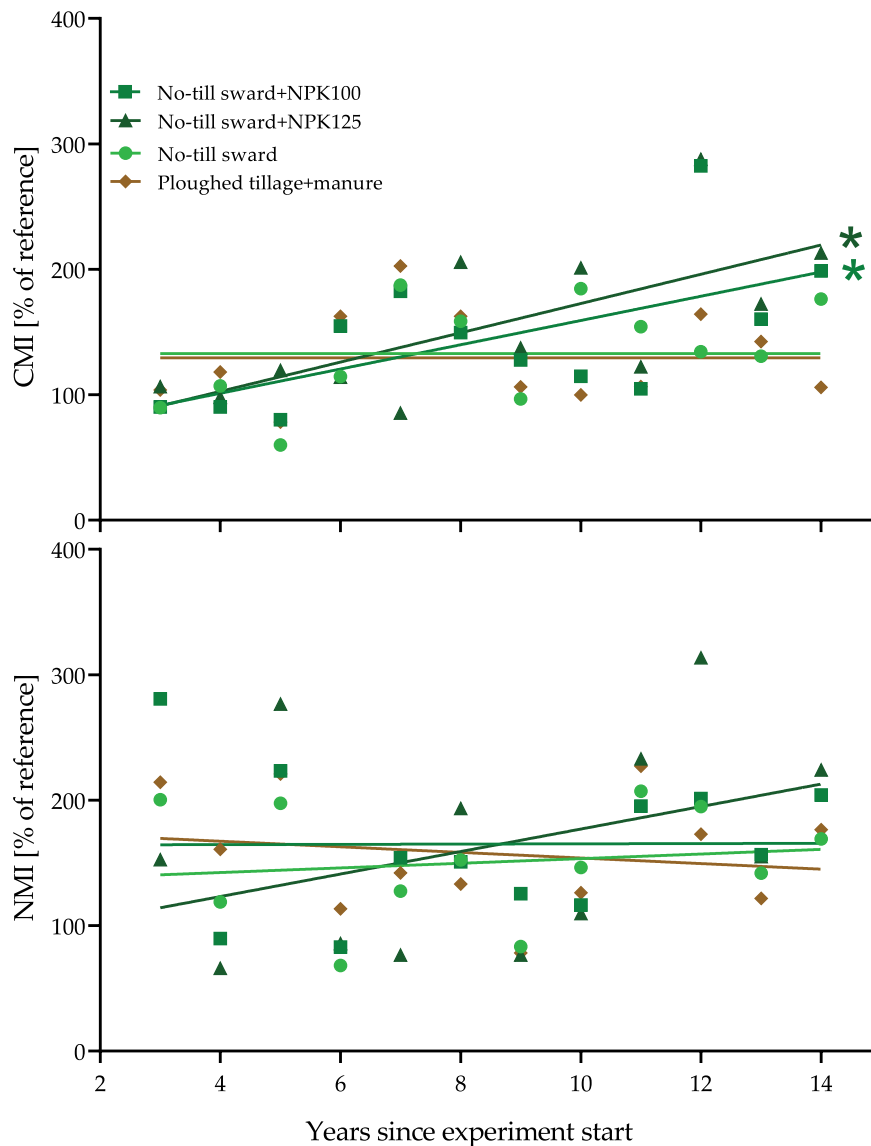 400
No-till sward+NPK100
No-till sward+NPK125
No-till sward
Ploughed tillage+manure
300
200
100
0
CMI [% of reference]
*
*
400
300
200
100
0
NMI [% of reference]
2 4 6 8 10 12 14
Years since experiment start